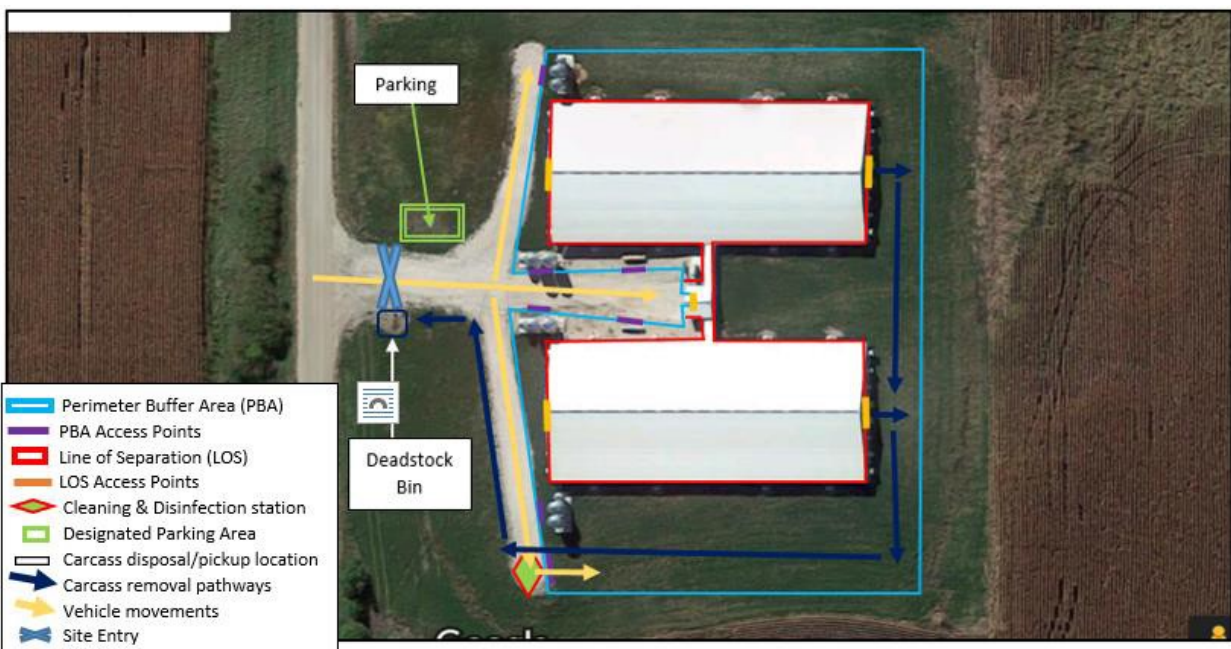 Parking
Deadstock
Bin
Perimeter Buffer Area (PBA)
PBA Access Points
Line of Separation (LOS)
LOS Access Points
Cleaning & Disinfection station
Designated Parking Area
Carcass disposal/pickup location
Carcass removal pathways
Vehicle movements
Site Entry
Google